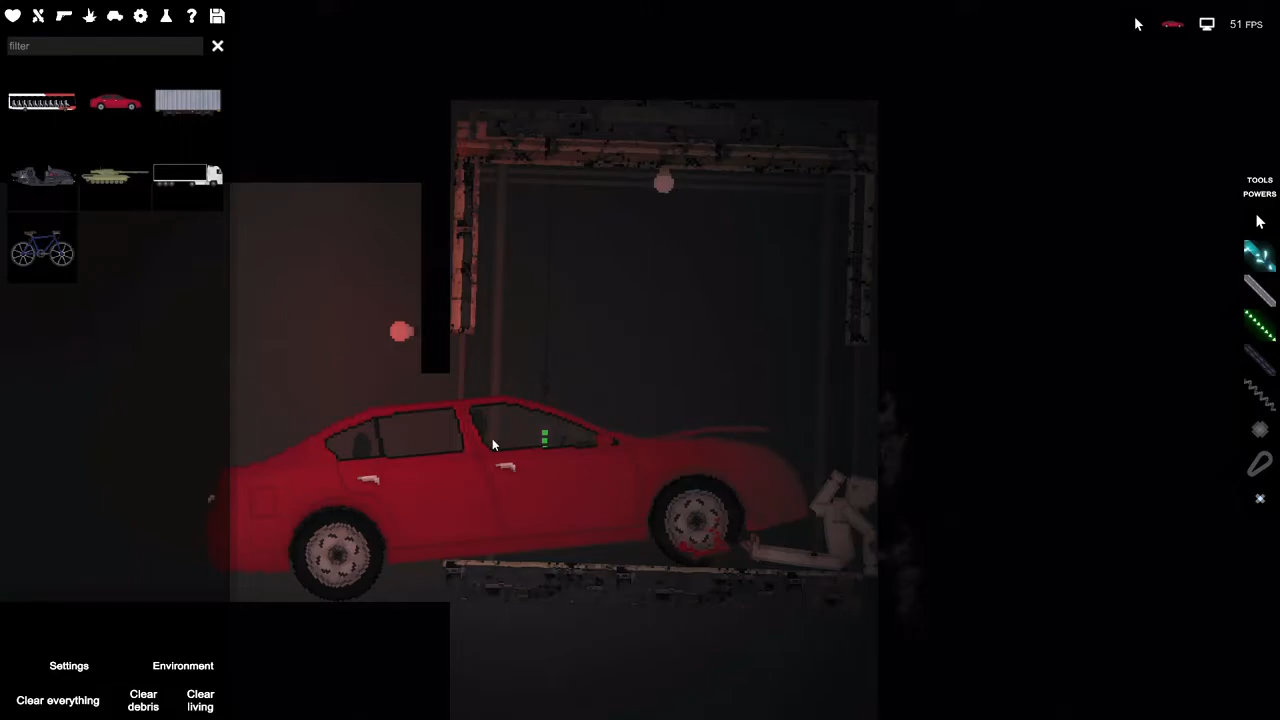 filter
51 FPS
TOOLS
POWERS
Settings
Environment
Clear everything
Clear
debris
Clear
living